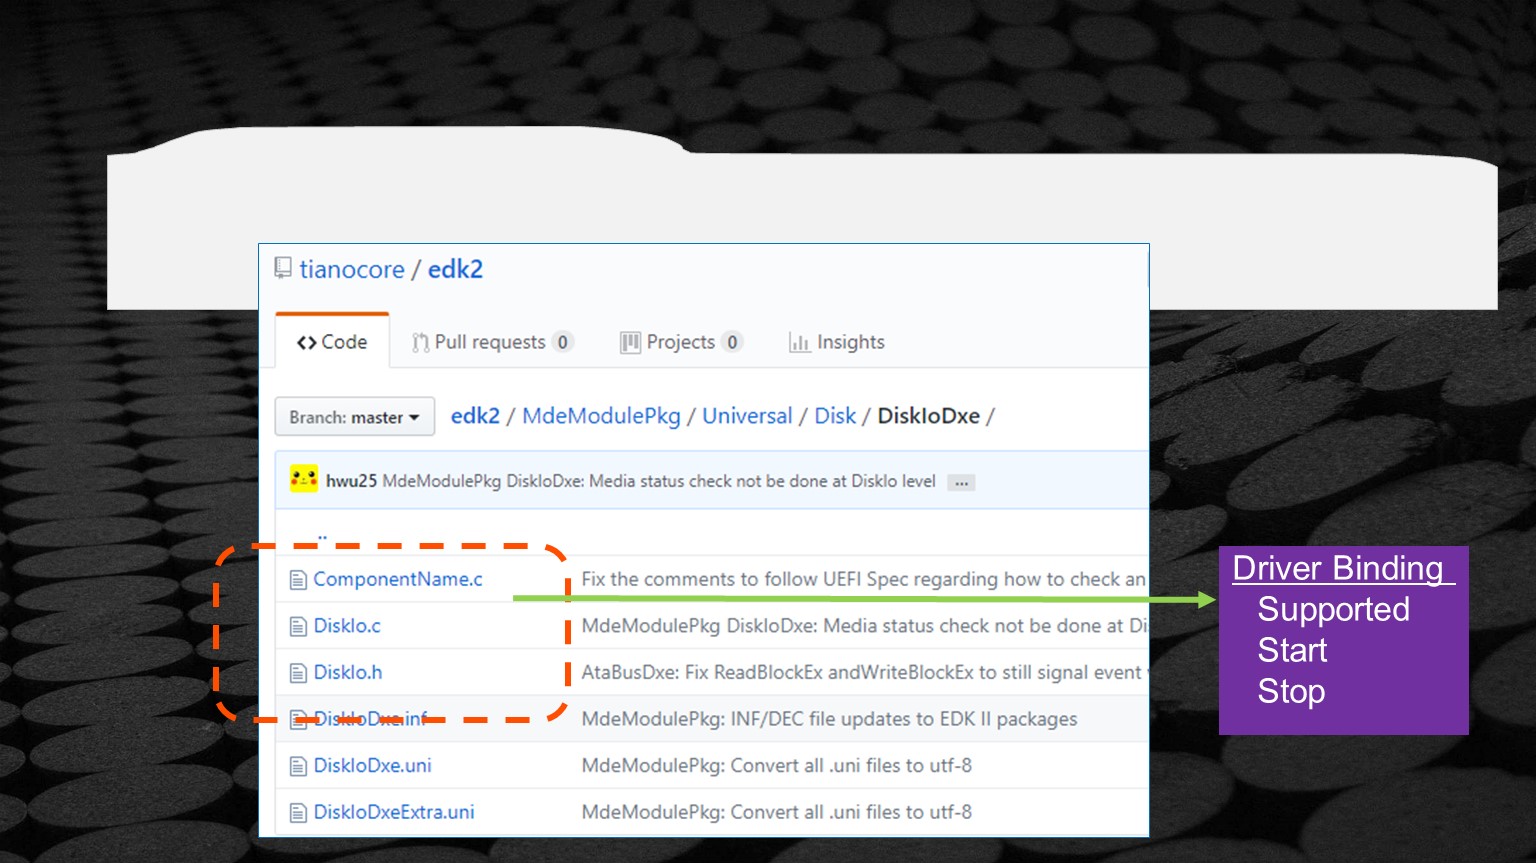 tianocore / edk2
Code Pull requests 0 Projects 0 Insights
Branch: master edk2 / MdeModulePkg / Universal / Disk / DiskIoDxe /
hwu25 MdeModulePkg DiskIoDxe: Media status check not be done at DiskIo level ...
..
ComponentName.c Fix the comments to follow UEFI Spec regarding how to check an
DiskIo.c MdeModulePkg DiskIoDxe: Media status check not be done at Di
DiskIo.h AtaBusDxe: Fix ReadBlockEx andWriteBlockEx to still signal event
DiskIoDxe.inf MdeModulePkg: INF/DEC file updates to EDK II packages
DiskIoDxe.uni MdeModulePkg: Convert all .uni files to utf-8
DiskIoDxeExtra.uni MdeModulePkg: Convert all .uni files to utf-8
Driver Binding
Supported
Start
Stop